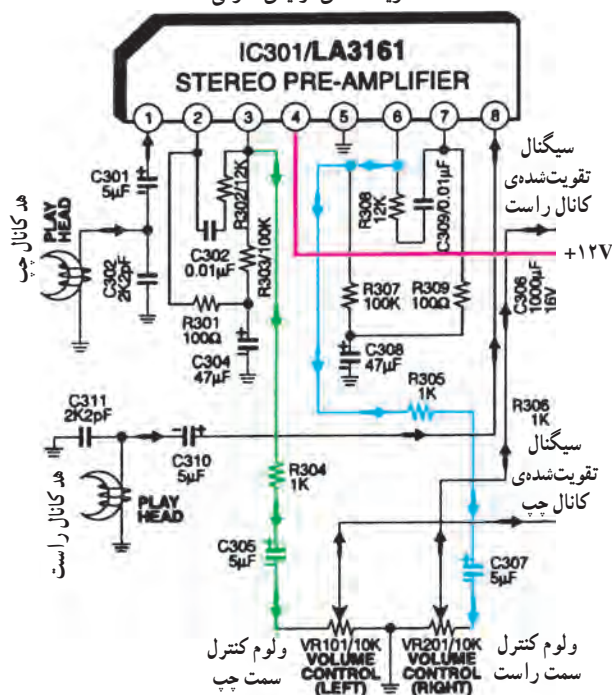 IC301/LA3161
STEREO PRE-AMPLIFIER
1 2 3 4 5 6 7 8
C301
5µF
PLAY
HEAD
هد کانال چپ
C302
2K2pF
R302/12K
C302
0.01µF
R303/100K
R301
100Ω
C304
47µF
R308
12K
C309/0.01µF
R307
100K
R309
100Ω
C308
47µF
سیگنال
تقویت‌شده‌ی
کانال راست
+۱۲V
C306
1000µF
16V
R305
1K
R306
1K
C311
2K2pF
C310
5µF
PLAY
HEAD
هد کانال راست
R304
1K
سیگنال
تقویت‌شده‌ی
کانال چپ
C305
5µF
C307
5µF
ولوم کنترل
سمت چپ
VR101/10K
VOLUME
CONTROL
(LEFT)
VR201/10K
VOLUME
CONTROL
(RIGHT)
ولوم کنترل
سمت راست